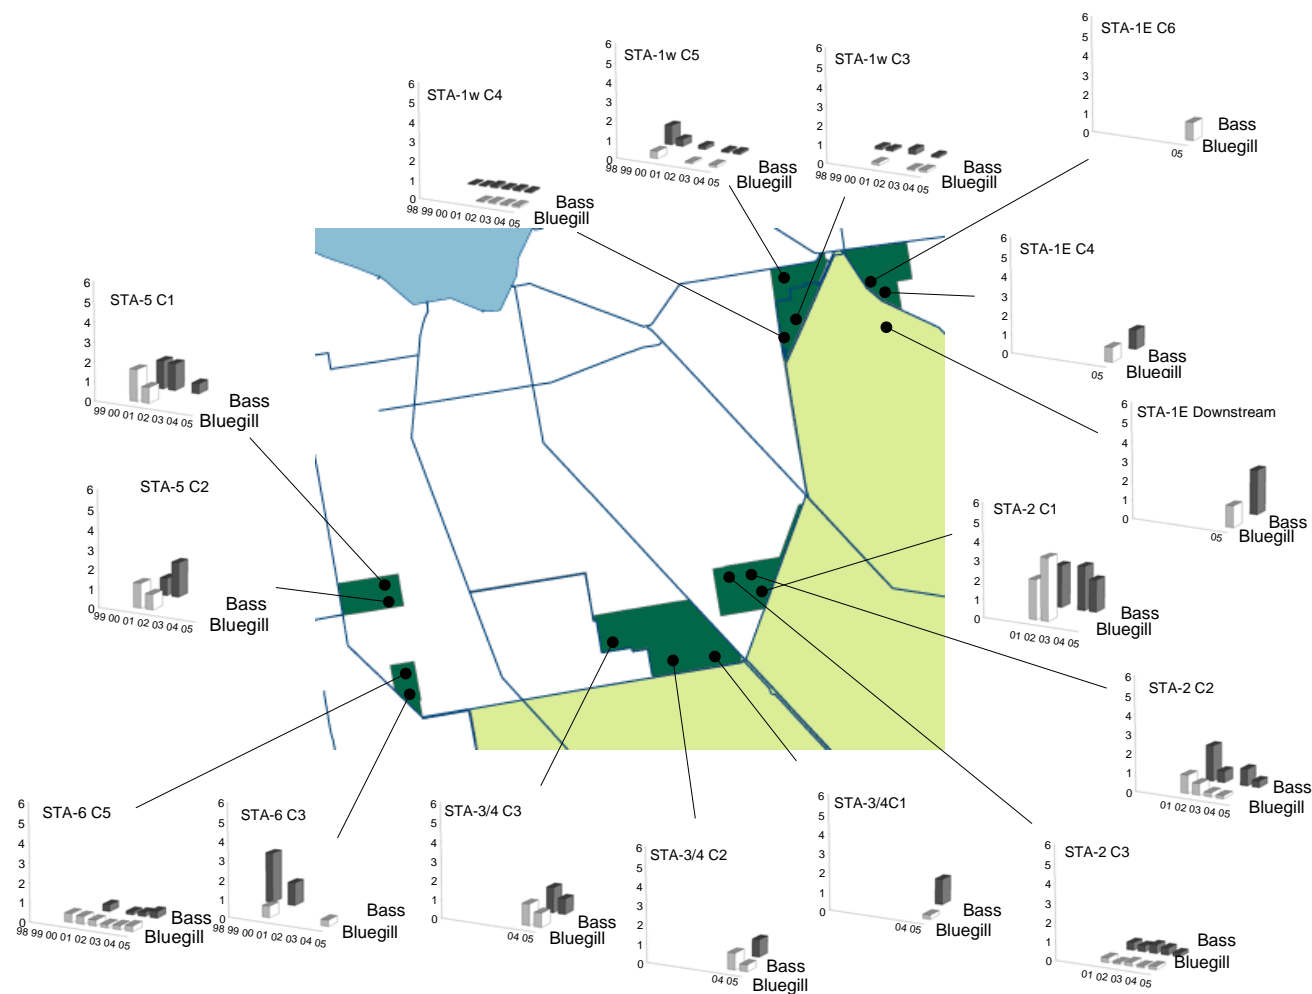 STA-1E C6
6
5
4
3
2
1
0
05
Bass
Bluegill
STA-1w C5
6
5
4
3
2
1
0
98 99 00 01 02 03 04 05
Bass
Bluegill
STA-1w C3
6
5
4
3
2
1
0
98 99 00 01 02 03 04 05
Bass
Bluegill
STA-1w C4
6
5
4
3
2
1
0
98 99 00 01 02 03 04 05
Bass
Bluegill
STA-1E C4
6
5
4
3
2
1
0
05
Bass
Bluegill
STA-5 C1
6
5
4
3
2
1
0
99 00 01 02 03 04 05
Bass
Bluegill
STA-1E Downstream
6
5
4
3
2
1
0
05
Bass
Bluegill
STA-5 C2
6
5
4
3
2
1
0
99 00 01 02 03 04 05
Bass
Bluegill
STA-2 C1
6
5
4
3
2
1
0
01 02 03 04 05
Bass
Bluegill
STA-2 C2
6
5
4
3
2
1
0
01 02 03 04 05
Bass
Bluegill
STA-6 C5
6
5
4
3
2
1
0
98 99 00 01 02 03 04 05
Bass
Bluegill
STA-6 C3
6
5
4
3
2
1
0
98 99 00 01 02 03 04 05
Bass
Bluegill
STA-3/4 C3
6
5
4
3
2
1
0
04 05
Bass
Bluegill
STA-3/4 C2
6
5
4
3
2
1
0
04 05
Bass
Bluegill
STA-3/4C1
6
5
4
3
2
1
0
04 05
Bass
Bluegill
STA-2 C3
6
5
4
3
2
1
0
01 02 03 04 05
Bass
Bluegill